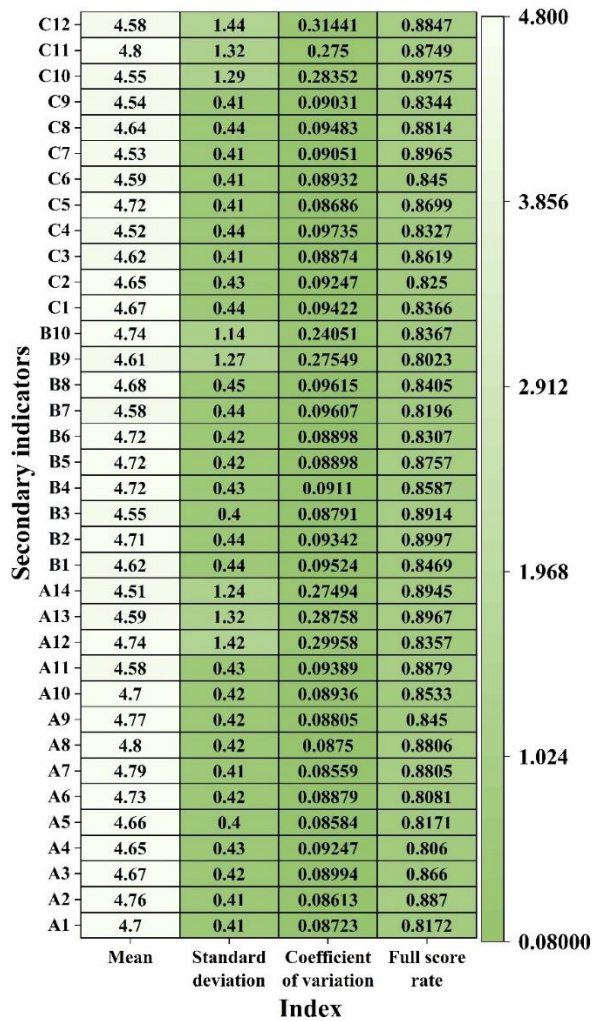 C12 4.58 1.44 0.31441 0.8847
C11 4.8 1.32 0.275 0.8749
C10 4.55 1.29 0.28352 0.8975
C9 4.54 0.41 0.09031 0.8344
C8 4.64 0.44 0.09483 0.8814
C7 4.53 0.41 0.09051 0.8965
C6 4.59 0.41 0.08932 0.845
C5 4.72 0.41 0.08686 0.8699
C4 4.52 0.44 0.09735 0.8327
C3 4.62 0.41 0.08874 0.8619
C2 4.65 0.43 0.09247 0.825
C1 4.67 0.44 0.09422 0.8366
B10 4.74 1.14 0.24051 0.8367
B9 4.61 1.27 0.27549 0.8023
B8 4.68 0.45 0.09615 0.8405
B7 4.58 0.44 0.09607 0.8196
B6 4.72 0.42 0.08898 0.8307
B5 4.72 0.42 0.08898 0.8757
B4 4.72 0.43 0.0911 0.8587
B3 4.55 0.4 0.08791 0.8914
B2 4.71 0.44 0.09342 0.8997
B1 4.62 0.44 0.09524 0.8469
A14 4.51 1.24 0.27494 0.8945
A13 4.59 1.32 0.28758 0.8967
A12 4.74 1.42 0.29958 0.8357
A11 4.58 0.43 0.09389 0.8879
A10 4.7 0.42 0.08936 0.8533
A9 4.77 0.42 0.08805 0.845
A8 4.8 0.42 0.0875 0.8806
A7 4.79 0.41 0.08559 0.8805
A6 4.73 0.42 0.08879 0.8081
A5 4.66 0.4 0.08584 0.8171
A4 4.65 0.43 0.09247 0.806
A3 4.67 0.42 0.08994 0.866
A2 4.76 0.41 0.08613 0.887
A1 4.7 0.41 0.08723 0.8172
Mean Standard Coefficient Full score
deviation of variation rate
Index
Secondary indicators
4.800
3.856
2.912
1.968
1.024
0.08000